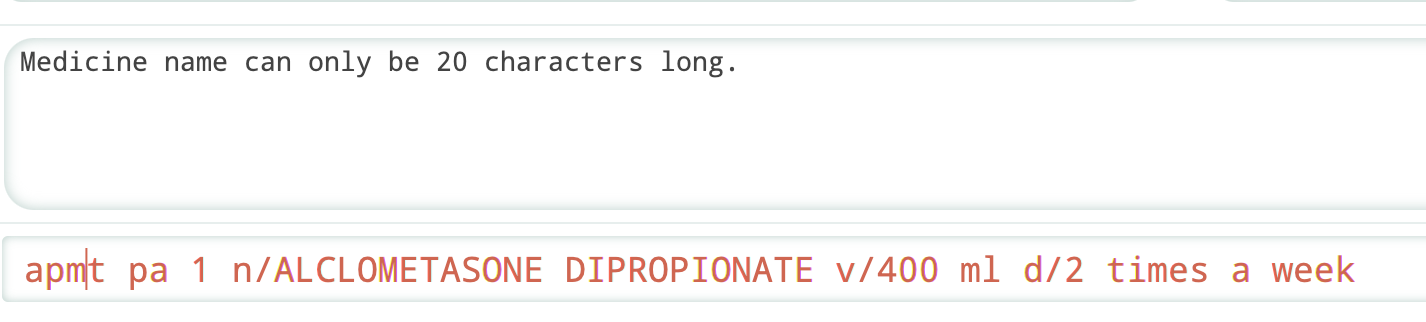 Medicine name can only be 20 characters long.
apmt pa 1 n/ALCLOMETASONE DIPROPIONATE v/400 ml d/2 times a week